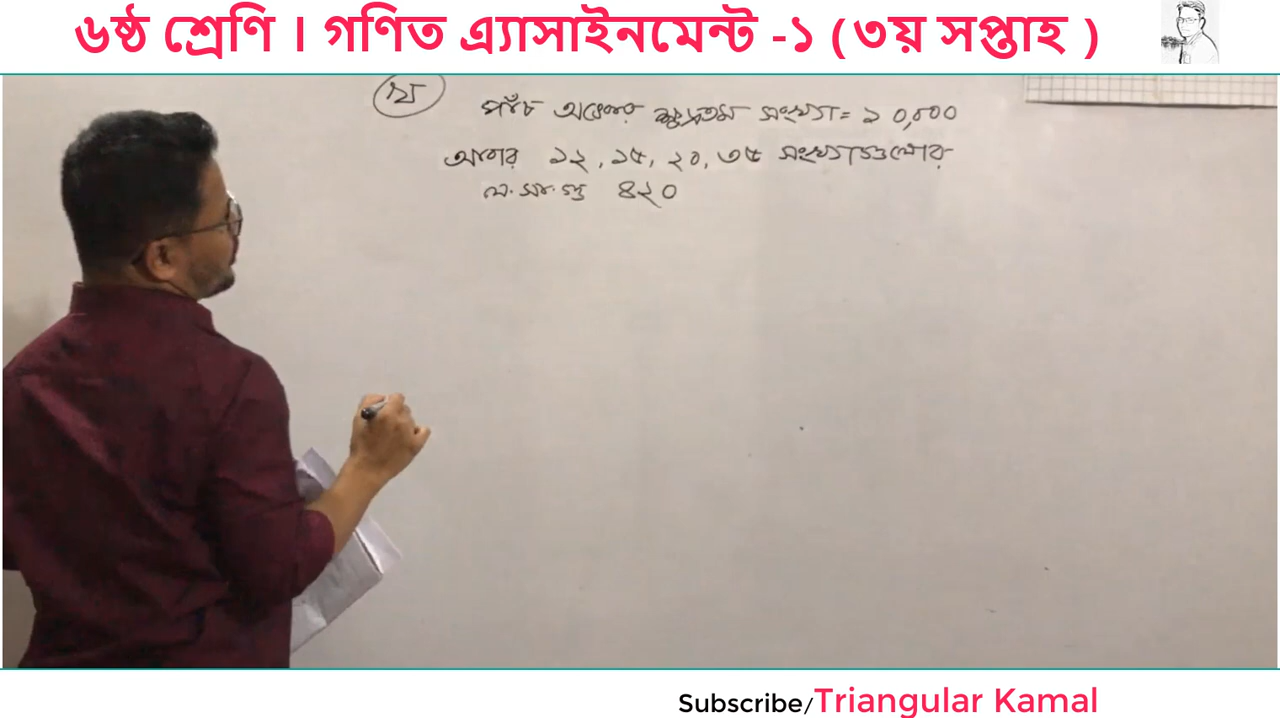 ৬ষ্ঠ শ্রেণি । গণিত এ্যাসাইনমেন্ট -১ (৩য় সপ্তাহ )
খ
পাঁচ অঙ্কের ক্ষুদ্রতম সংখ্যা = ১০,০০০
আবার ১২, ১৫, ২০, ৩৫ সংখ্যাগুলোর
ল.সা.গু ৪২০
Subscribe/Triangular Kamal